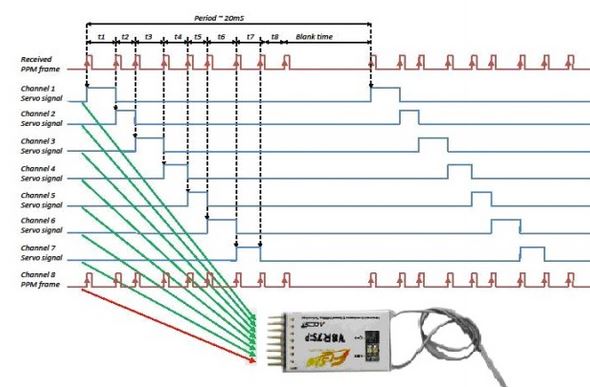 Period ~ 20mS
t1 t2 t3 t4 t5 t6 t7 t8 Blank time
Received
PPM frame
Channel 1
Servo signal
Channel 2
Servo signal
Channel 3
Servo signal
Channel 4
Servo signal
Channel 5
Servo signal
Channel 6
Servo signal
Channel 7
Servo signal
Channel 8
PPM frame
V8R7SP